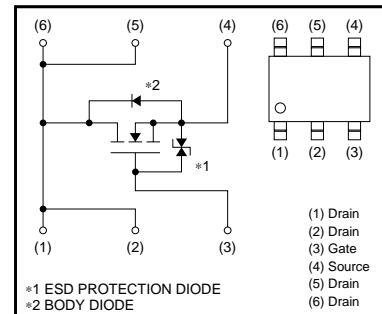 (6) (5) (4)
(6) (5) (4)
∗2
∗1
(1) (2) (3)
(1) (2) (3)
(1) Drain
(2) Drain
(3) Gate
(4) Source
(5) Drain
(6) Drain
∗1 ESD PROTECTION DIODE
∗2 BODY DIODE